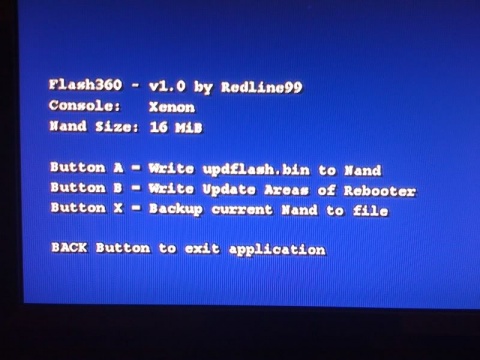 Flash360 - v1.0 by Redline99
Console: Xenon
Nand Size: 16 MiB
Button A = Write updflash.bin to Nand
Button B = Write Update Areas of Rebooter
Button X = Backup current Nand to file
BACK Button to exit application